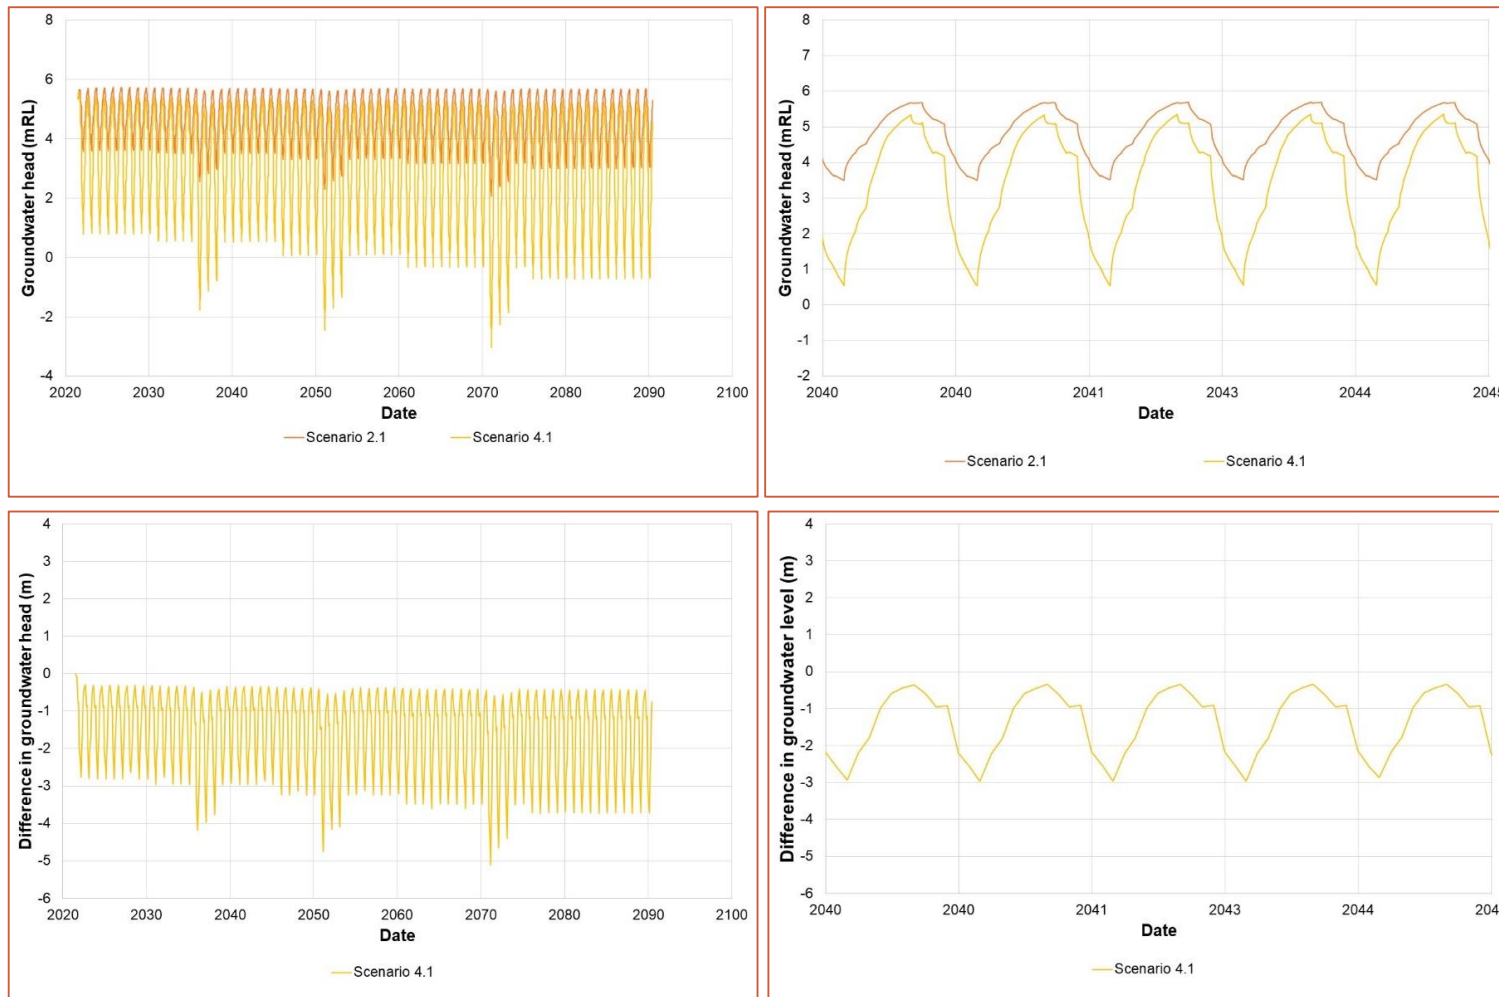 8
6
4
2
0
-2
-4
Groundwater head (mRL)
2020 2030 2040 2050 2060 2070 2080 2090 2100
Date
Scenario 2.1 Scenario 4.1
8
7
6
5
4
3
2
1
0
-1
-2
Groundwater head (mRL)
2040 2040 2041 2043 2044 2045
Date
Scenario 2.1 Scenario 4.1
4
3
2
1
0
-1
-2
-3
-4
-5
-6
Difference in groundwater head (m)
2020 2030 2040 2050 2060 2070 2080 2090 2100
Date
Scenario 4.1
4
3
2
1
0
-1
-2
-3
-4
-5
-6
Difference in groundwater level (m)
2040 2040 2041 2043 2044 204
Date
Scenario 4.1